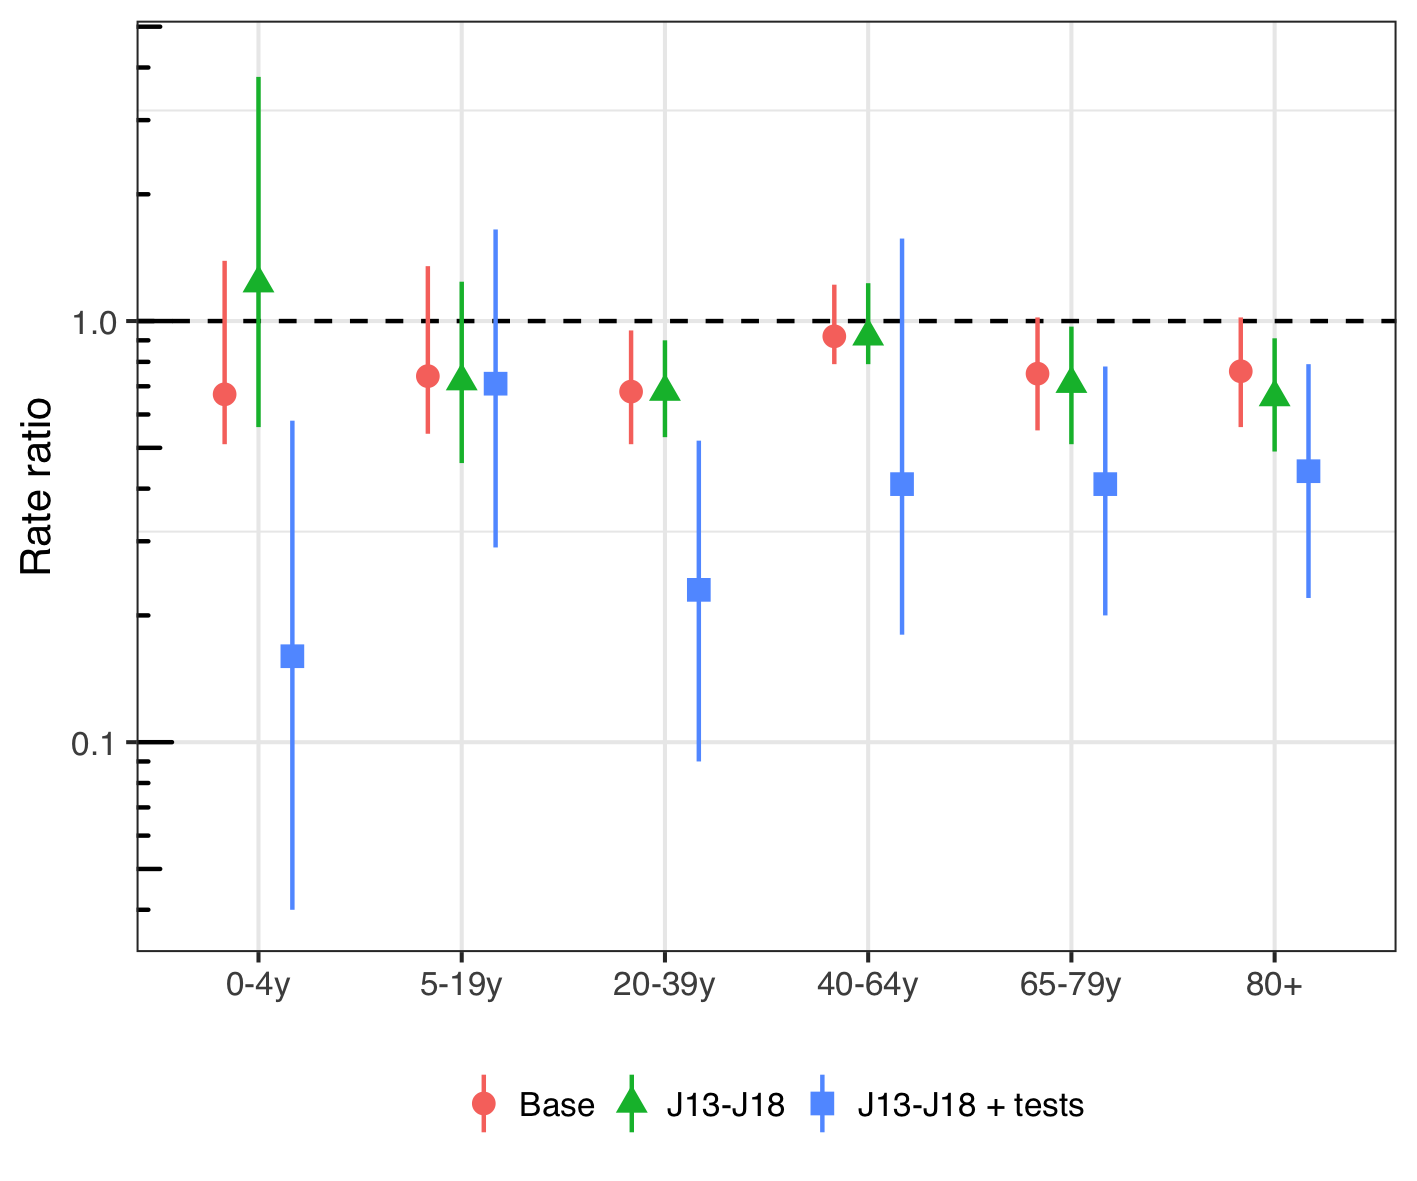 Rate ratio
1.0
0.1
0-4y 5-19y 20-39y 40-64y 65-79y 80+
Base J13-J18 J13-J18 + tests